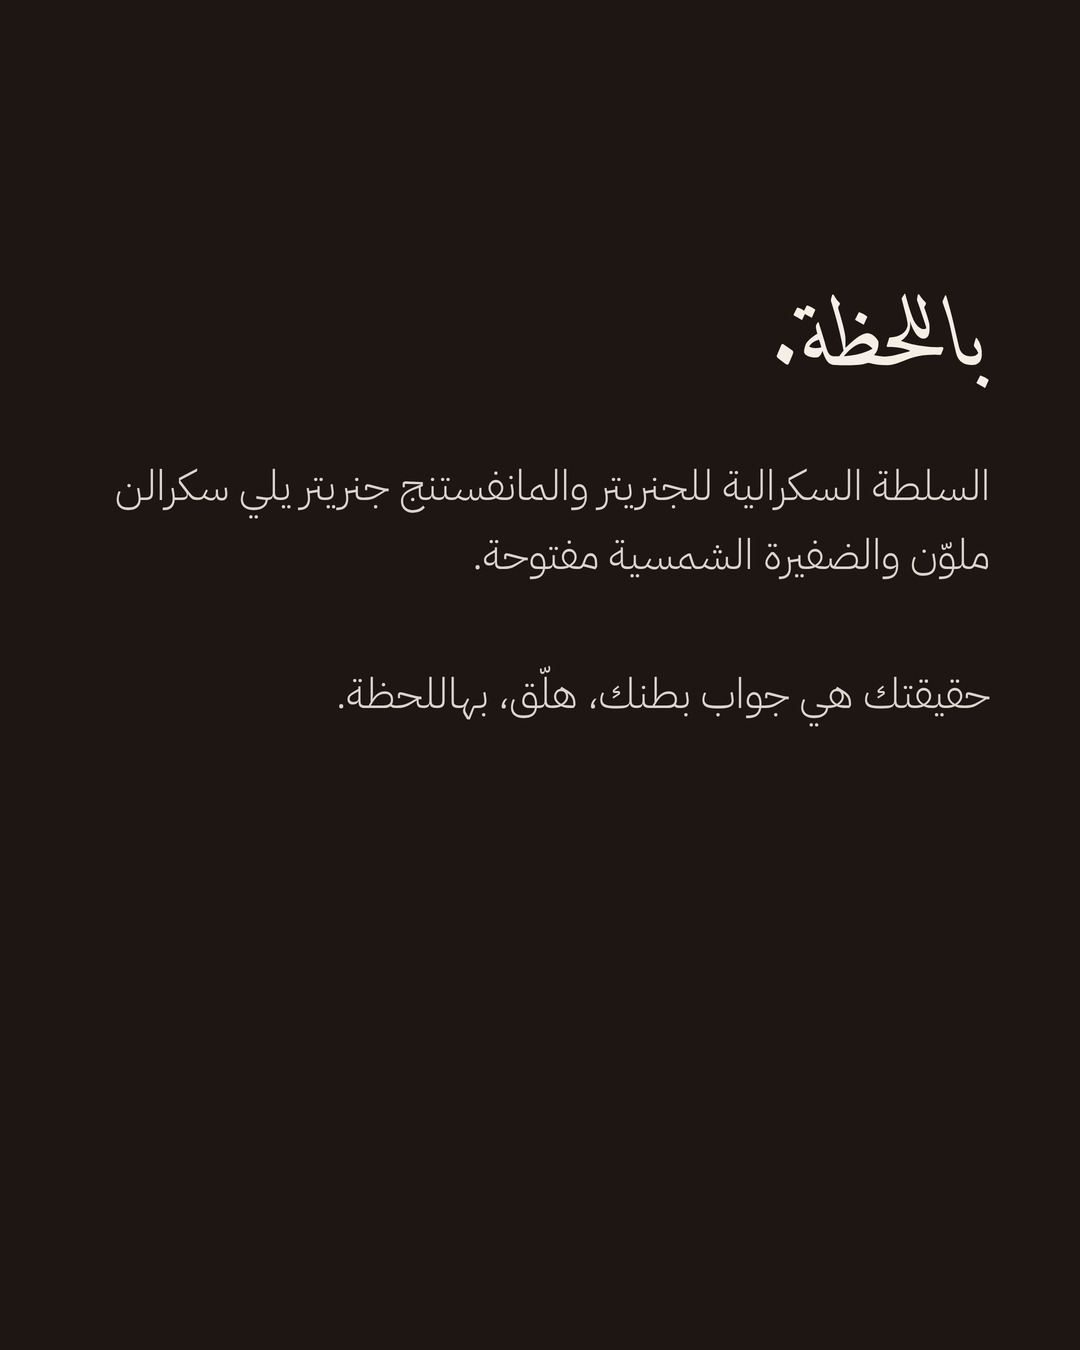 باللحظة.
السلطة السكرالية للجنريتر والمانفستنج جنريتر يلي سكرالن
ملوّن والضفيرة الشمسية مفتوحة.
حقيقتك هي جواب بطنك، هلّق، بهاللحظة.